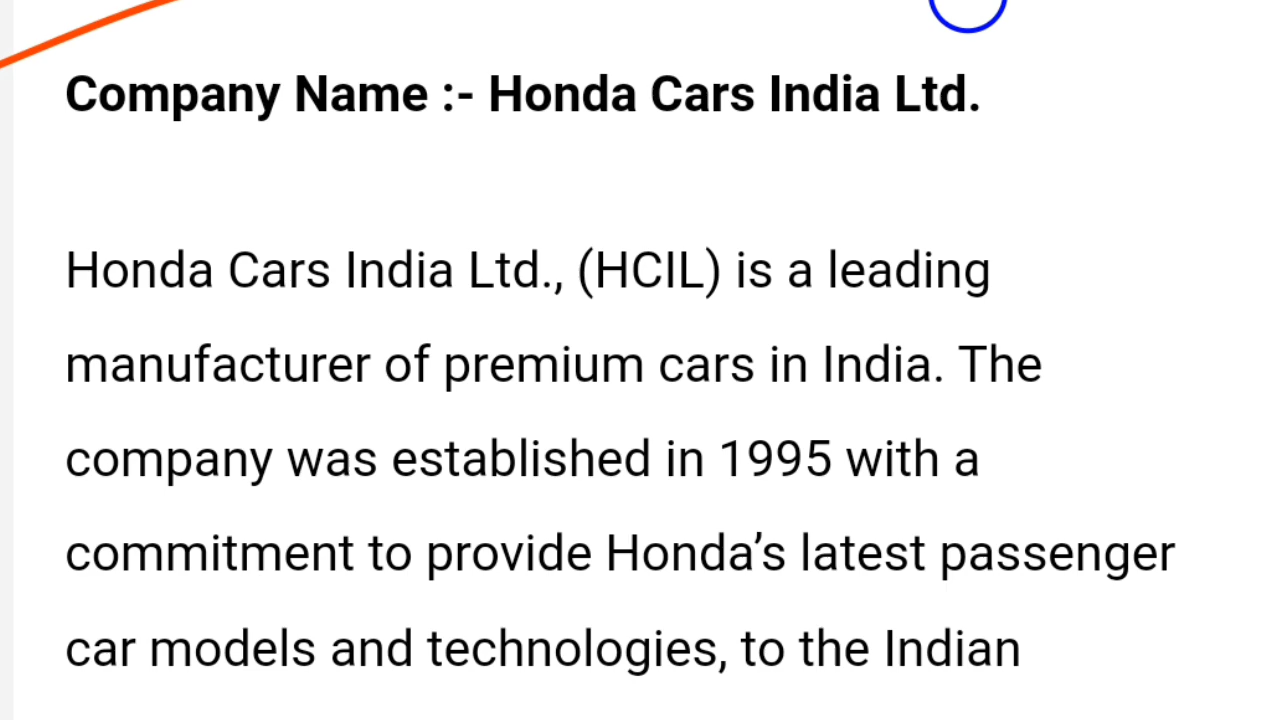 Company Name :- Honda Cars India Ltd.
Honda Cars India Ltd., (HCIL) is a leading
manufacturer of premium cars in India. The
company was established in 1995 with a
commitment to provide Honda’s latest passenger
car models and technologies, to the Indian